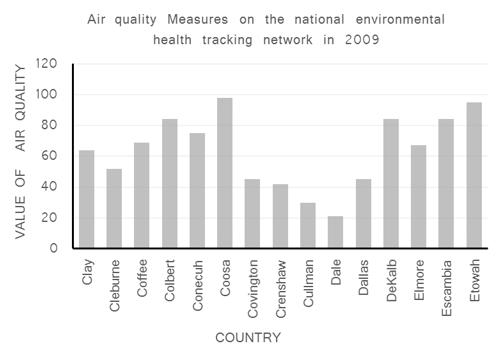 Air quality Measures on the national environmental
health tracking network in 2009
VALUE OF AIR QUALITY
120
100
80
60
40
20
0
Clay
Cleburne
Coffee
Colbert
Conecuh
Coosa
Covington
Crenshaw
Cullman
Dale
Dallas
DeKalb
Elmore
Escambia
Etowah
COUNTRY